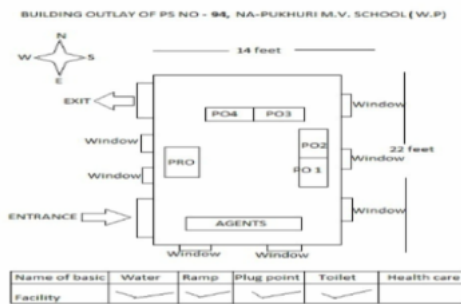 BUILDING OUTLAY OF PS NO - 94, NA-PUKHURI M.V. SCHOOL ( W.P)
N
W S
E
14 feet
EXIT
PO4 PO3
Window
Window
PO2
22 feet
Window
PRO
Window
PO 1
ENTRANCE
Window
AGENTS
Window Window
Name of basic Water Ramp Plug point Toilet Health care
Facility